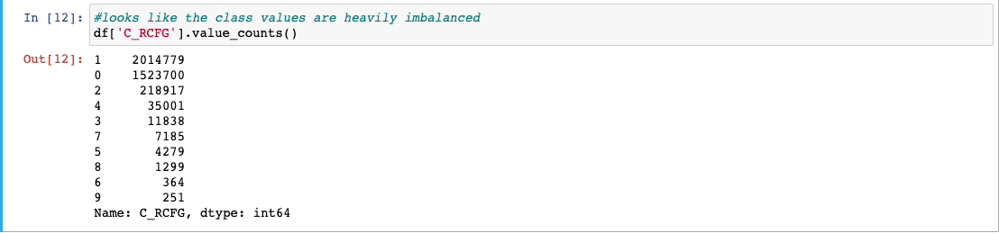 In [12]: #looks like the class values are heavily imbalanced
df['C_RCFG'].value_counts()
Out[12]: 1 2014779
0 1523700
2 218917
4 35001
3 11838
7 7185
5 4279
8 1299
6 364
9 251
Name: C_RCFG, dtype: int64